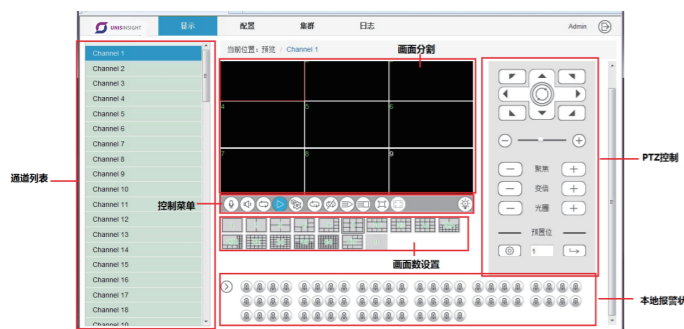 UNISINSIGHT 显示 配置 集群 日志 Admin
当前位置：预览 / Channel 1
画面分割
Channel 1
Channel 2
Channel 3
Channel 4
Channel 5
Channel 6
Channel 7
Channel 8
Channel 9
Channel 10
Channel 11
Channel 12
Channel 13
Channel 14
Channel 15
Channel 16
Channel 17
Channel 18
Channel 19
通道列表
4 5 6
7 8 9
控制菜单
画面数设置
聚焦
变倍
光圈
预置位
1
PTZ控制
本地报警状